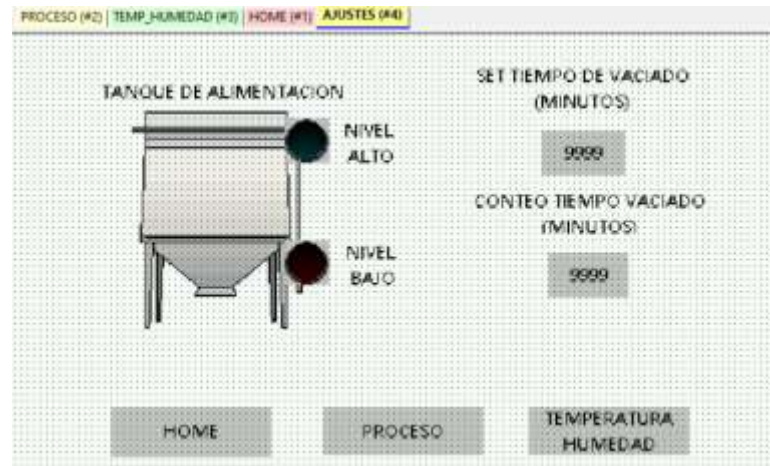 PROCESO (#2) TEMP_HUMEDAD (#3) HOME (#1) AJUSTES (#4)
TANQUE DE ALIMENTACION
NIVEL
ALTO
NIVEL
BAJO
SET TIEMPO DE VACIADO
(MINUTOS)
9999
CONTEO TIEMPO VACIADO
(MINUTOS)
9999
HOME
PROCESO
TEMPERATURA
HUMEDAD